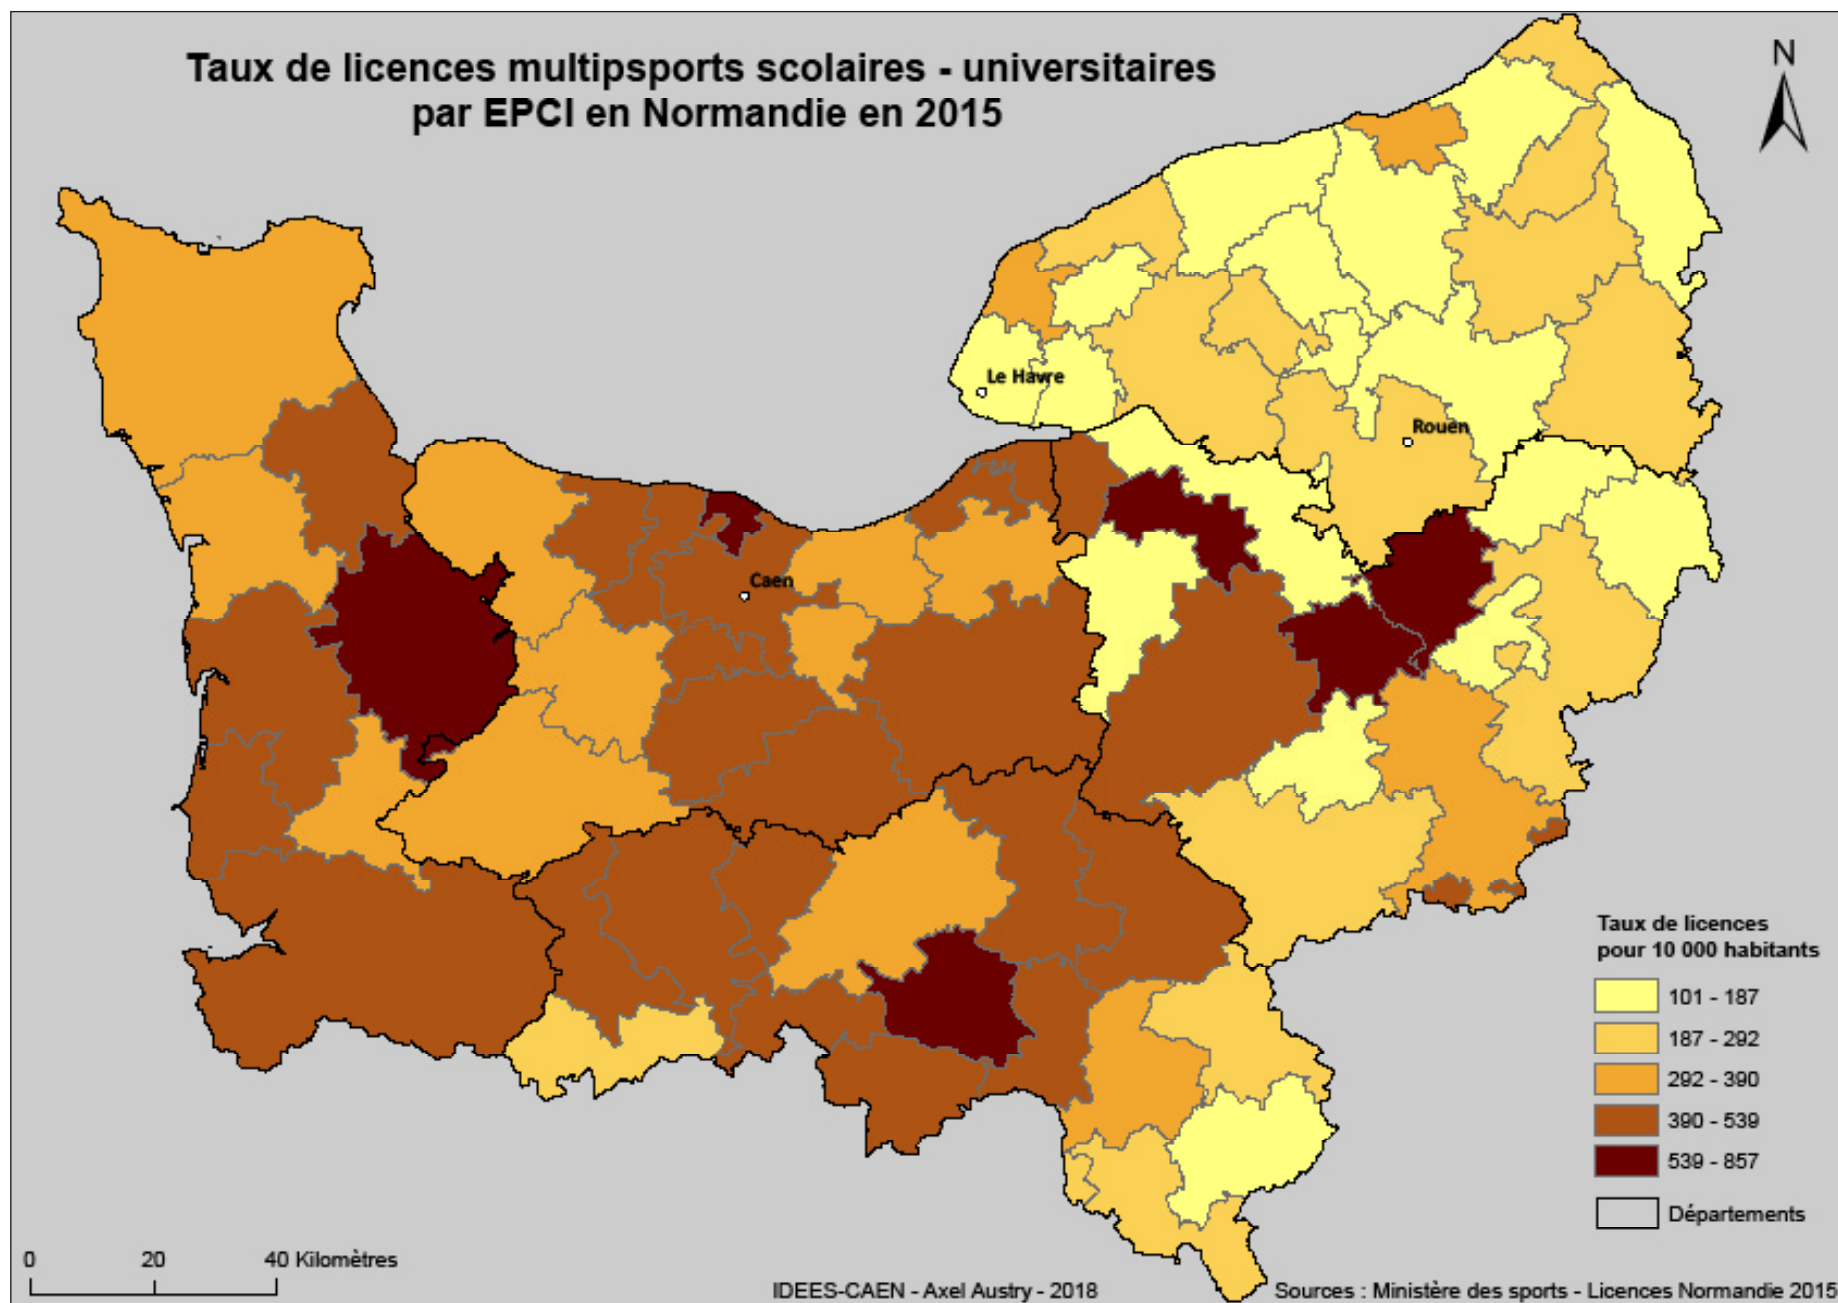 Taux de licences multipsports scolaires - universitaires
par EPCI en Normandie en 2015
N
Le Havre
Rouen
Caen
Taux de licences
pour 10 000 habitants
101 - 187
187 - 292
292 - 390
390 - 539
539 - 857
Départements
0 20 40 Kilomètres
IDEES-CAEN - Axel Austry - 2018
Sources : Ministère des sports - Licences Normandie 2015